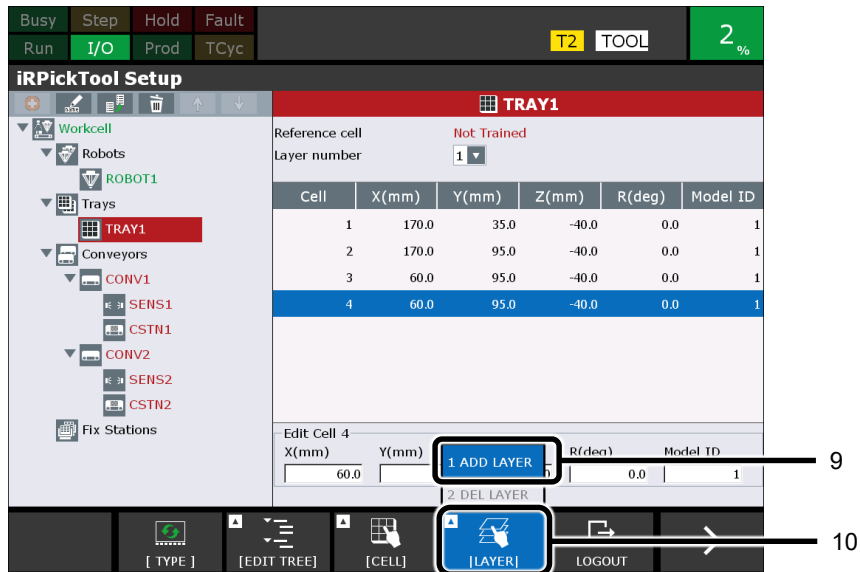 Busy Step Hold Fault
Run I/O Prod TCyc
T2 TOOL
2 %
iRPickTool Setup
TRAY1
Workcell
Robots
ROBOT1
Trays
TRAY1
Conveyors
CONV1
SENS1
CSTN1
CONV2
SENS2
CSTN2
Fix Stations
Reference cell Not Trained
Layer number 1
Cell X(mm) Y(mm) Z(mm) R(deg) Model ID
1 170.0 35.0 -40.0 0.0 1
2 170.0 95.0 -40.0 0.0 1
3 60.0 95.0 -40.0 0.0 1
4 60.0 95.0 -40.0 0.0 1
Edit Cell 4
X(mm) Y(mm) R(deg) Model ID
60.0 0.0 1
1 ADD LAYER
2 DEL LAYER
9
[ TYPE ] [EDIT TREE] [CELL] [LAYER] LOGOUT >
10